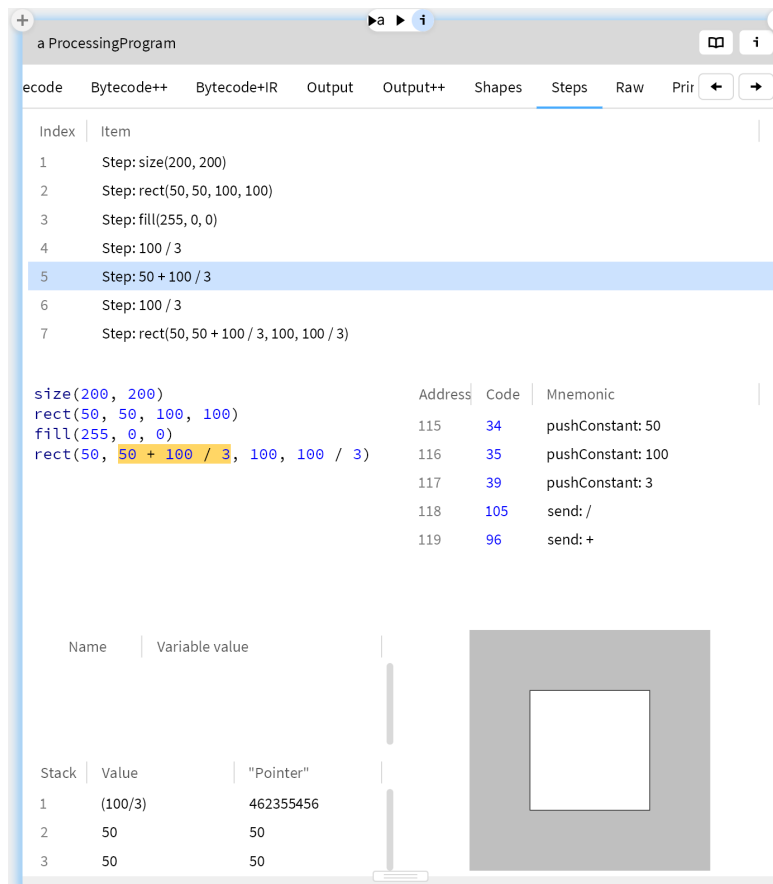 a
i
a ProcessingProgram
i
ecode Bytecode++ Bytecode+IR Output Output++ Shapes Steps Raw Prin
Index Item
1 Step: size(200, 200)
2 Step: rect(50, 50, 100, 100)
3 Step: fill(255, 0, 0)
4 Step: 100 / 3
5 Step: 50 + 100 / 3
6 Step: 100 / 3
7 Step: rect(50, 50 + 100 / 3, 100, 100 / 3)
size(200, 200)
rect(50, 50, 100, 100)
fill(255, 0, 0)
rect(50, 50 + 100 / 3, 100, 100 / 3)
Address Code Mnemonic
115 34 pushConstant: 50
116 35 pushConstant: 100
117 39 pushConstant: 3
118 105 send: /
119 96 send: +
Name Variable value
Stack Value "Pointer"
1 (100/3) 462355456
2 50 50
3 50 50